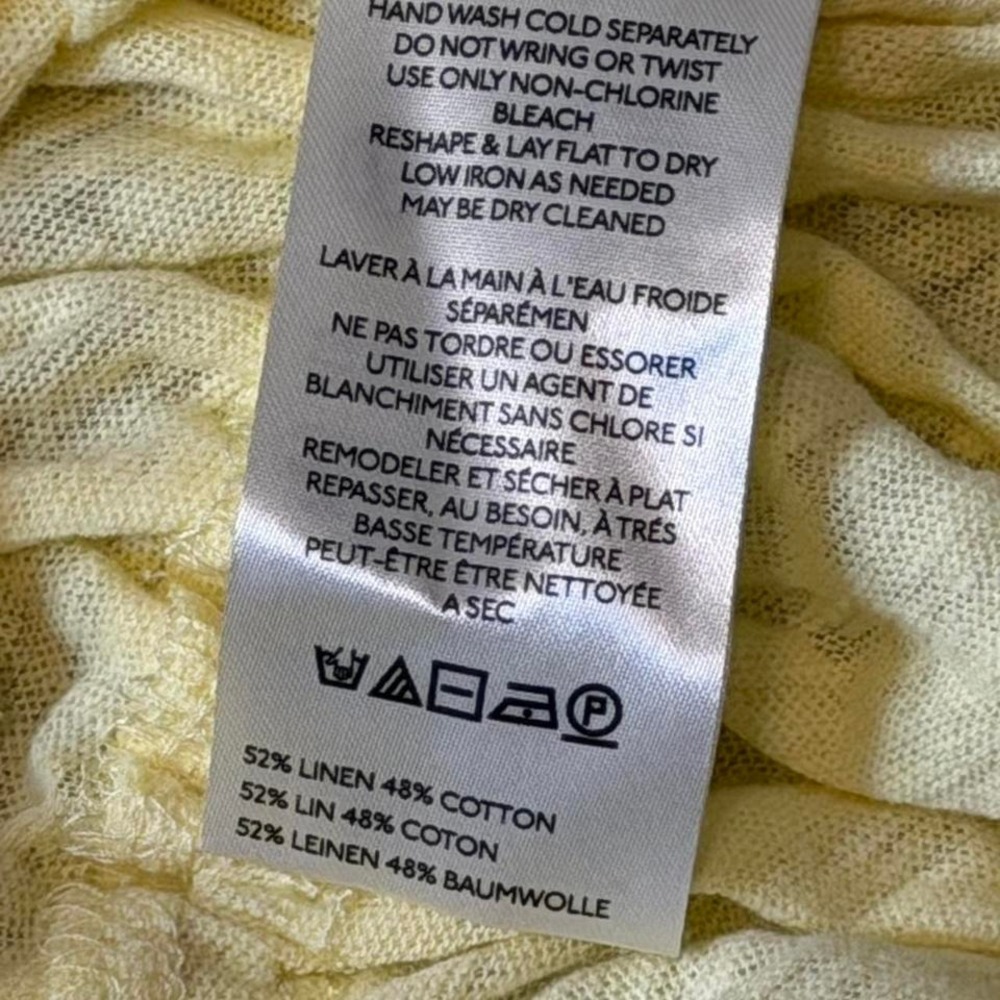 HAND WASH COLD SEPARATELY
DO NOT WRING OR TWIST
USE ONLY NON-CHLORINE
BLEACH
RESHAPE & LAY FLAT TO DRY
LOW IRON AS NEEDED
MAY BE DRY CLEANED
LAVER À LA MAIN À L'EAU FROIDE
SÉPARÉMEN
NE PAS TORDRE OU ESSORER
UTILISER UN AGENT DE
BLANCHIMENT SANS CHLORE SI
NÉCESSAIRE
REMODELER ET SÉCHER À PLAT
REPASSER, AU BESOIN, À TRÉS
BASSE TEMPÉRATURE
PEUT-ÊTRE ÊTRE NETTOYÉE
A SEC
P
52% LINEN 48% COTTON
52% LIN 48% COTON
52% LEINEN 48% BAUMWOLLE